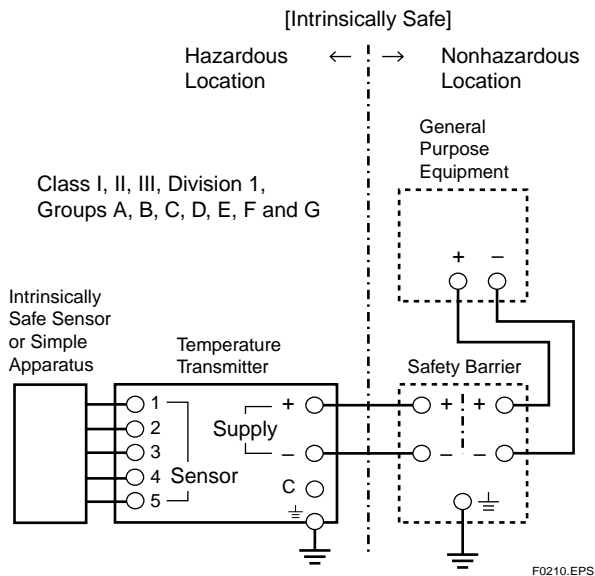 [Intrinsically Safe]
Hazardous ← → Nonhazardous
Location Location
General
Purpose
Equipment
Class I, II, III, Division 1,
Groups A, B, C, D, E, F and G
+ −
Intrinsically
Safe Sensor
or Simple
Apparatus
Temperature
Transmitter
Safety Barrier
1
2
3
4
5
Sensor
Supply
+
−
C
+ +
− −
F0210.EPS